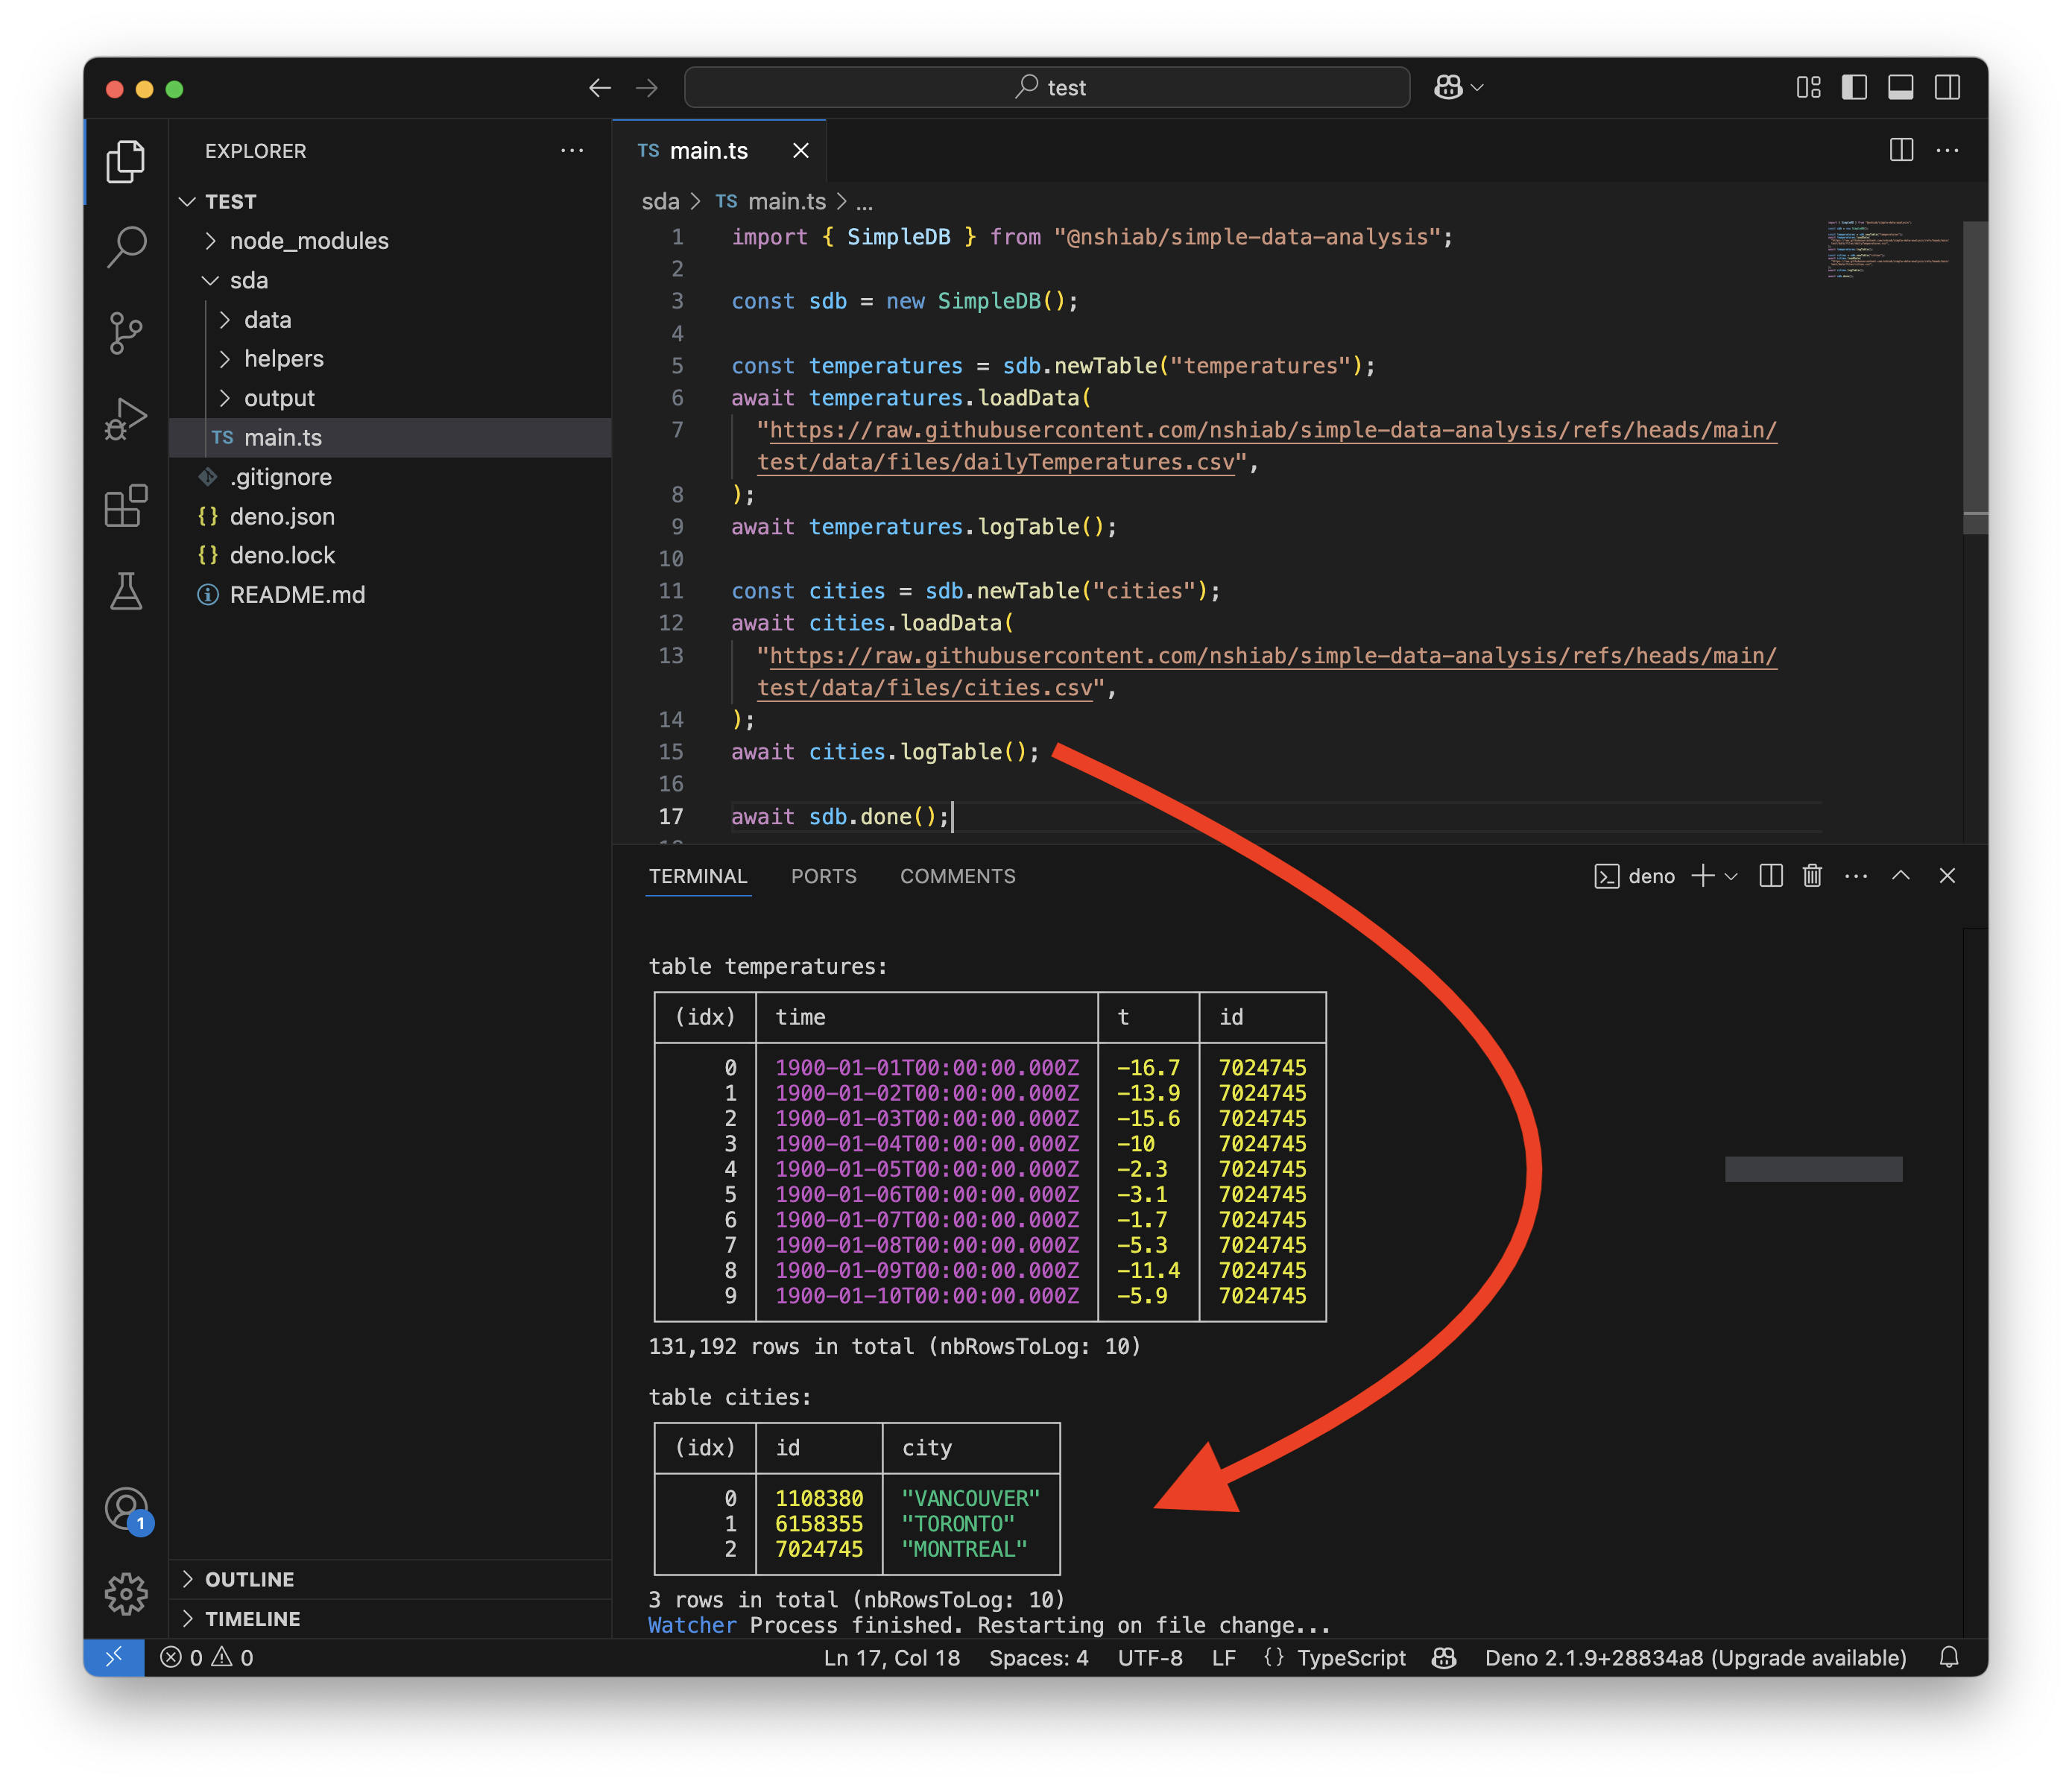 test
EXPLORER
TEST
node_modules
sda
data
helpers
output
TS main.ts
.gitignore
{} deno.json
{} deno.lock
README.md
OUTLINE
TIMELINE
1
TS main.ts
sda > TS main.ts > ...
1 import { SimpleDB } from "@nshiab/simple-data-analysis";
2
3 const sdb = new SimpleDB();
4
5 const temperatures = sdb.newTable("temperatures");
6 await temperatures.loadData(
7 "https://raw.githubusercontent.com/nshiab/simple-data-analysis/refs/heads/main/
test/data/files/dailyTemperatures.csv",
8 );
9 await temperatures.logTable();
10
11 const cities = sdb.newTable("cities");
12 await cities.loadData(
13 "https://raw.githubusercontent.com/nshiab/simple-data-analysis/refs/heads/main/
test/data/files/cities.csv",
14 );
15 await cities.logTable();
16
17 await sdb.done();
TERMINAL PORTS COMMENTS
deno
table temperatures:
(idx) time t id
0 1900-01-01T00:00:00.000Z -16.7 7024745
1 1900-01-02T00:00:00.000Z -13.9 7024745
2 1900-01-03T00:00:00.000Z -15.6 7024745
3 1900-01-04T00:00:00.000Z -10 7024745
4 1900-01-05T00:00:00.000Z -2.3 7024745
5 1900-01-06T00:00:00.000Z -3.1 7024745
6 1900-01-07T00:00:00.000Z -1.7 7024745
7 1900-01-08T00:00:00.000Z -5.3 7024745
8 1900-01-09T00:00:00.000Z -11.4 7024745
9 1900-01-10T00:00:00.000Z -5.9 7024745
131,192 rows in total (nbRowsToLog: 10)
table cities:
(idx) id city
0 1108380 "VANCOUVER"
1 6158355 "TORONTO"
2 7024745 "MONTREAL"
3 rows in total (nbRowsToLog: 10)
Watcher Process finished. Restarting on file change...
0 0 Ln 17, Col 18 Spaces: 4 UTF-8 LF {} TypeScript Deno 2.1.9+28834a8 (Upgrade available)